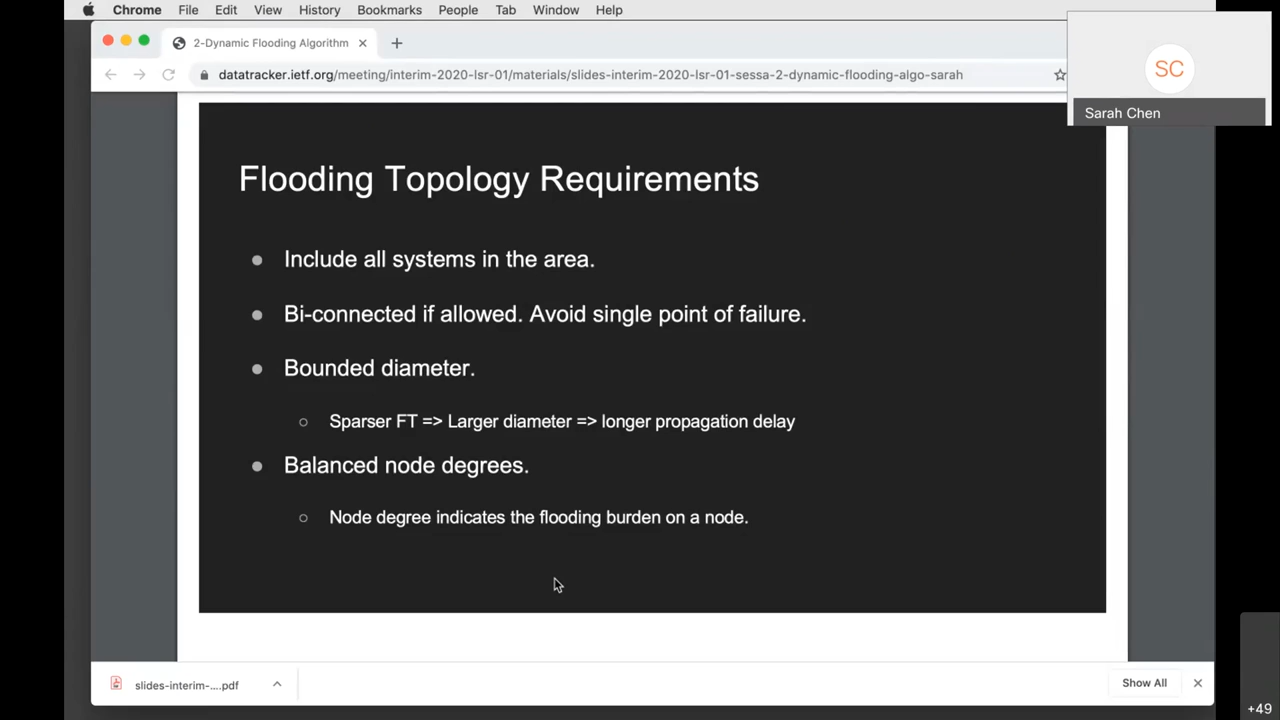 Chrome File Edit View History Bookmarks People Tab Window Help
2-Dynamic Flooding Algorithm
datatracker.ietf.org/meeting/interim-2020-lsr-01/materials/slides-interim-2020-lsr-01-sessa-2-dynamic-flooding-algo-sarah
SC
Sarah Chen
Flooding Topology Requirements
Include all systems in the area.
Bi-connected if allowed. Avoid single point of failure.
Bounded diameter.
Sparser FT => Larger diameter => longer propagation delay
Balanced node degrees.
Node degree indicates the flooding burden on a node.
slides-interim-....pdf
Show All
+49